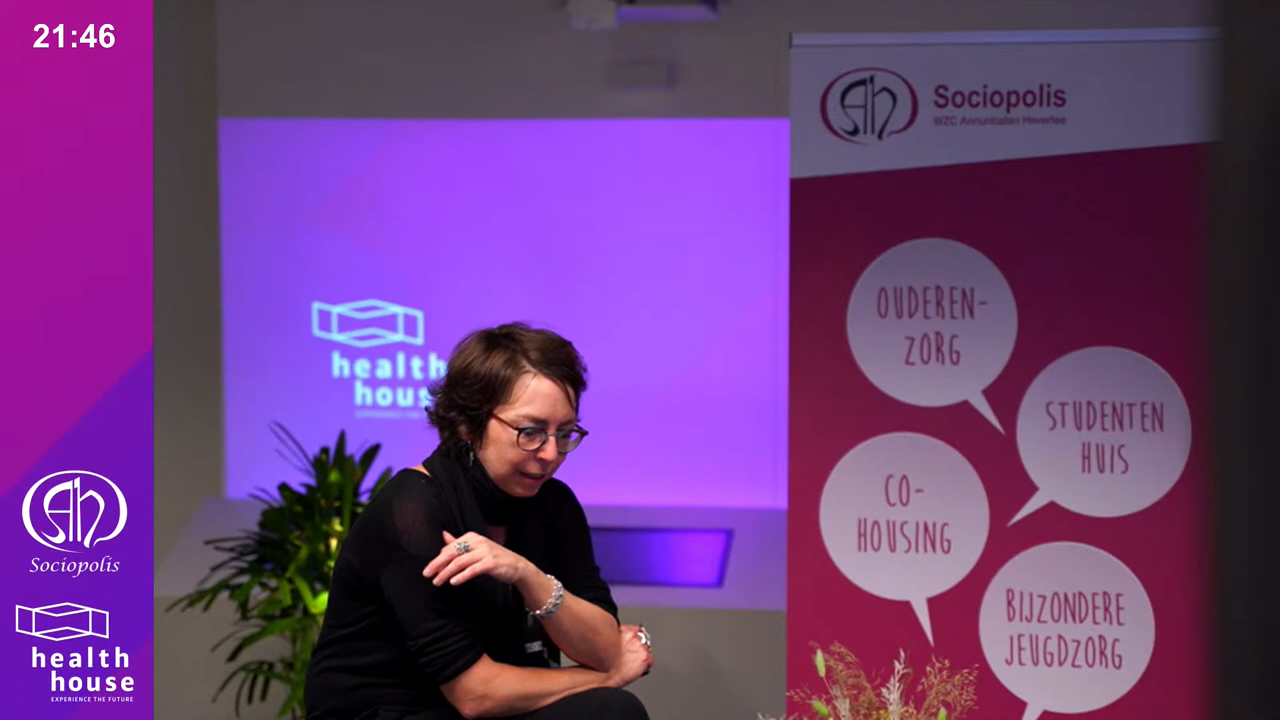 21:46
Sociopolis
health
house
EXPERIENCE THE FUTURE
health
hous
Sociopolis
WZC Annuntiaten Heverlee
OUDEREN-
ZORG
STUDENTEN
HUIS
CO-
HOUSING
BIJZONDERE
JEUGDZORG